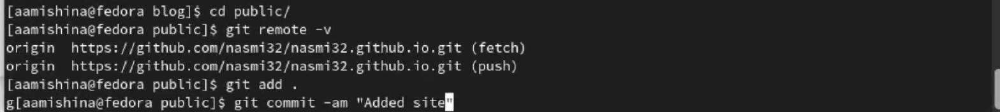 [aamishina@fedora blog]$ cd public/
[aamishina@fedora public]$ git remote -v
origin  https://github.com/nasmi32/nasmi32.github.io.git (fetch)
origin  https://github.com/nasmi32/nasmi32.github.io.git (push)
[aamishina@fedora public]$ git add .
g[aamishina@fedora public]$ git commit -am "Added site"